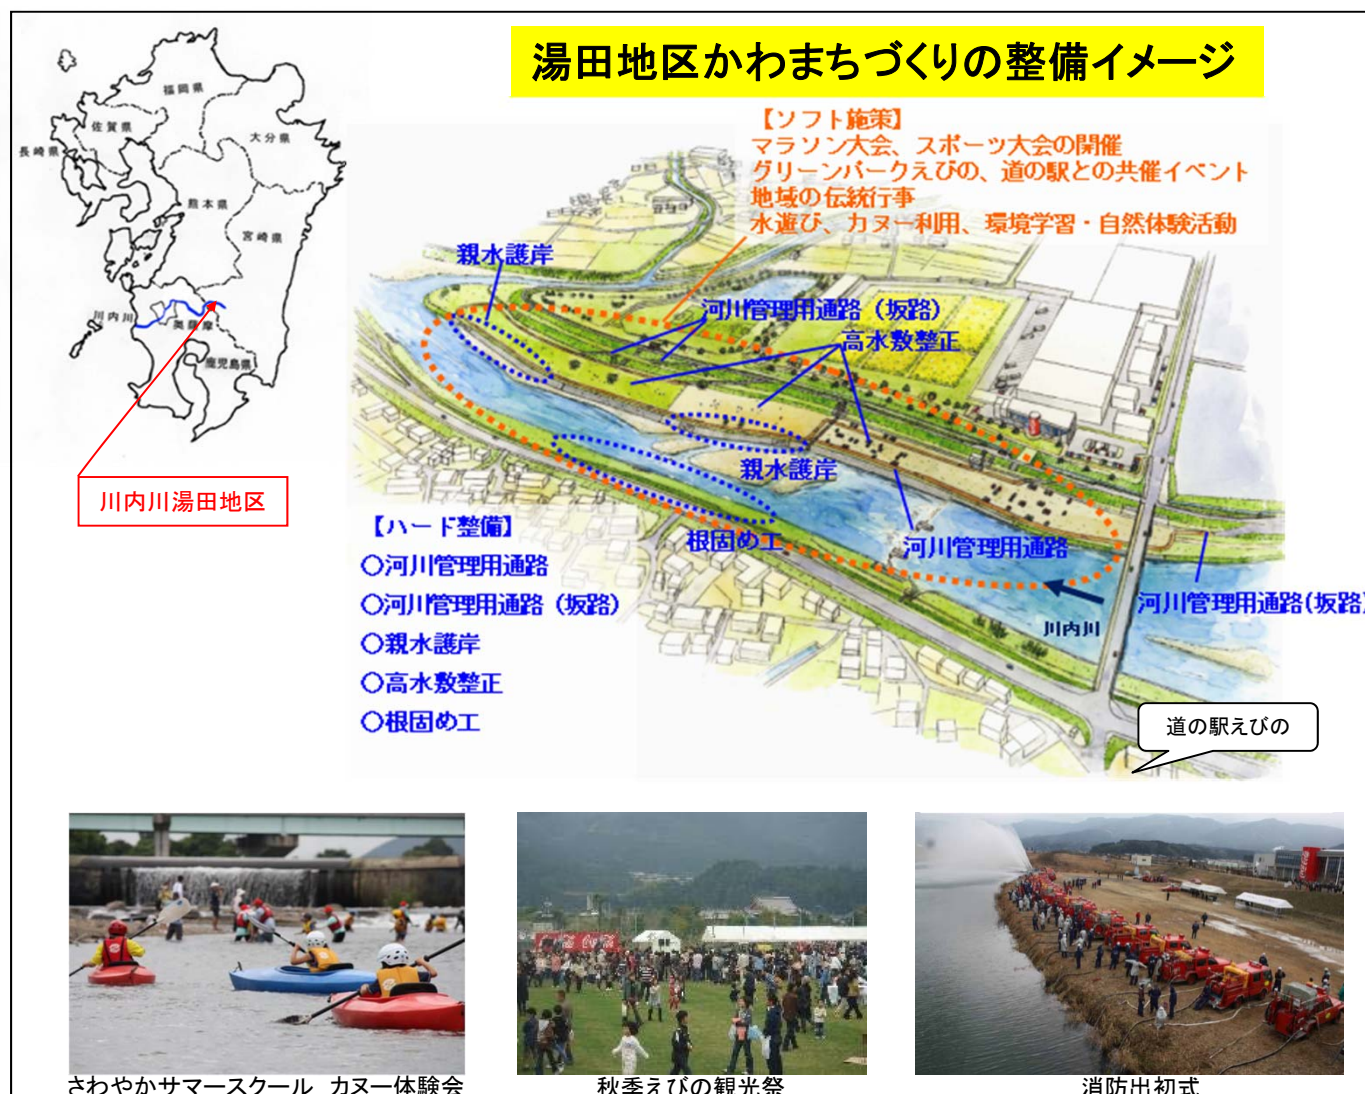 湯田地区かわまちづくりの整備イメージ
福岡県
佐賀県
長崎県
大分県
熊本県
宮崎県
川内川
奥薩摩
鹿児島県
川内川湯田地区
【ソフト施策】
マラソン大会、スポーツ大会の開催
グリーンパークえびの、道の駅との共催イベント
地域の伝統行事
水遊び、カヌー利用、環境学習・自然体験活動
親水護岸
河川管理用通路（坂路）
高水敷整正
親水護岸
根固め工
河川管理用通路
河川管理用通路(坂路)
川内川
【ハード整備】
○河川管理用通路
○河川管理用通路（坂路）
○親水護岸
○高水敷整正
○根固め工
道の駅えびの
さわやかサマースクール　カヌー体験会
秋季えびの観光祭
消防出初式